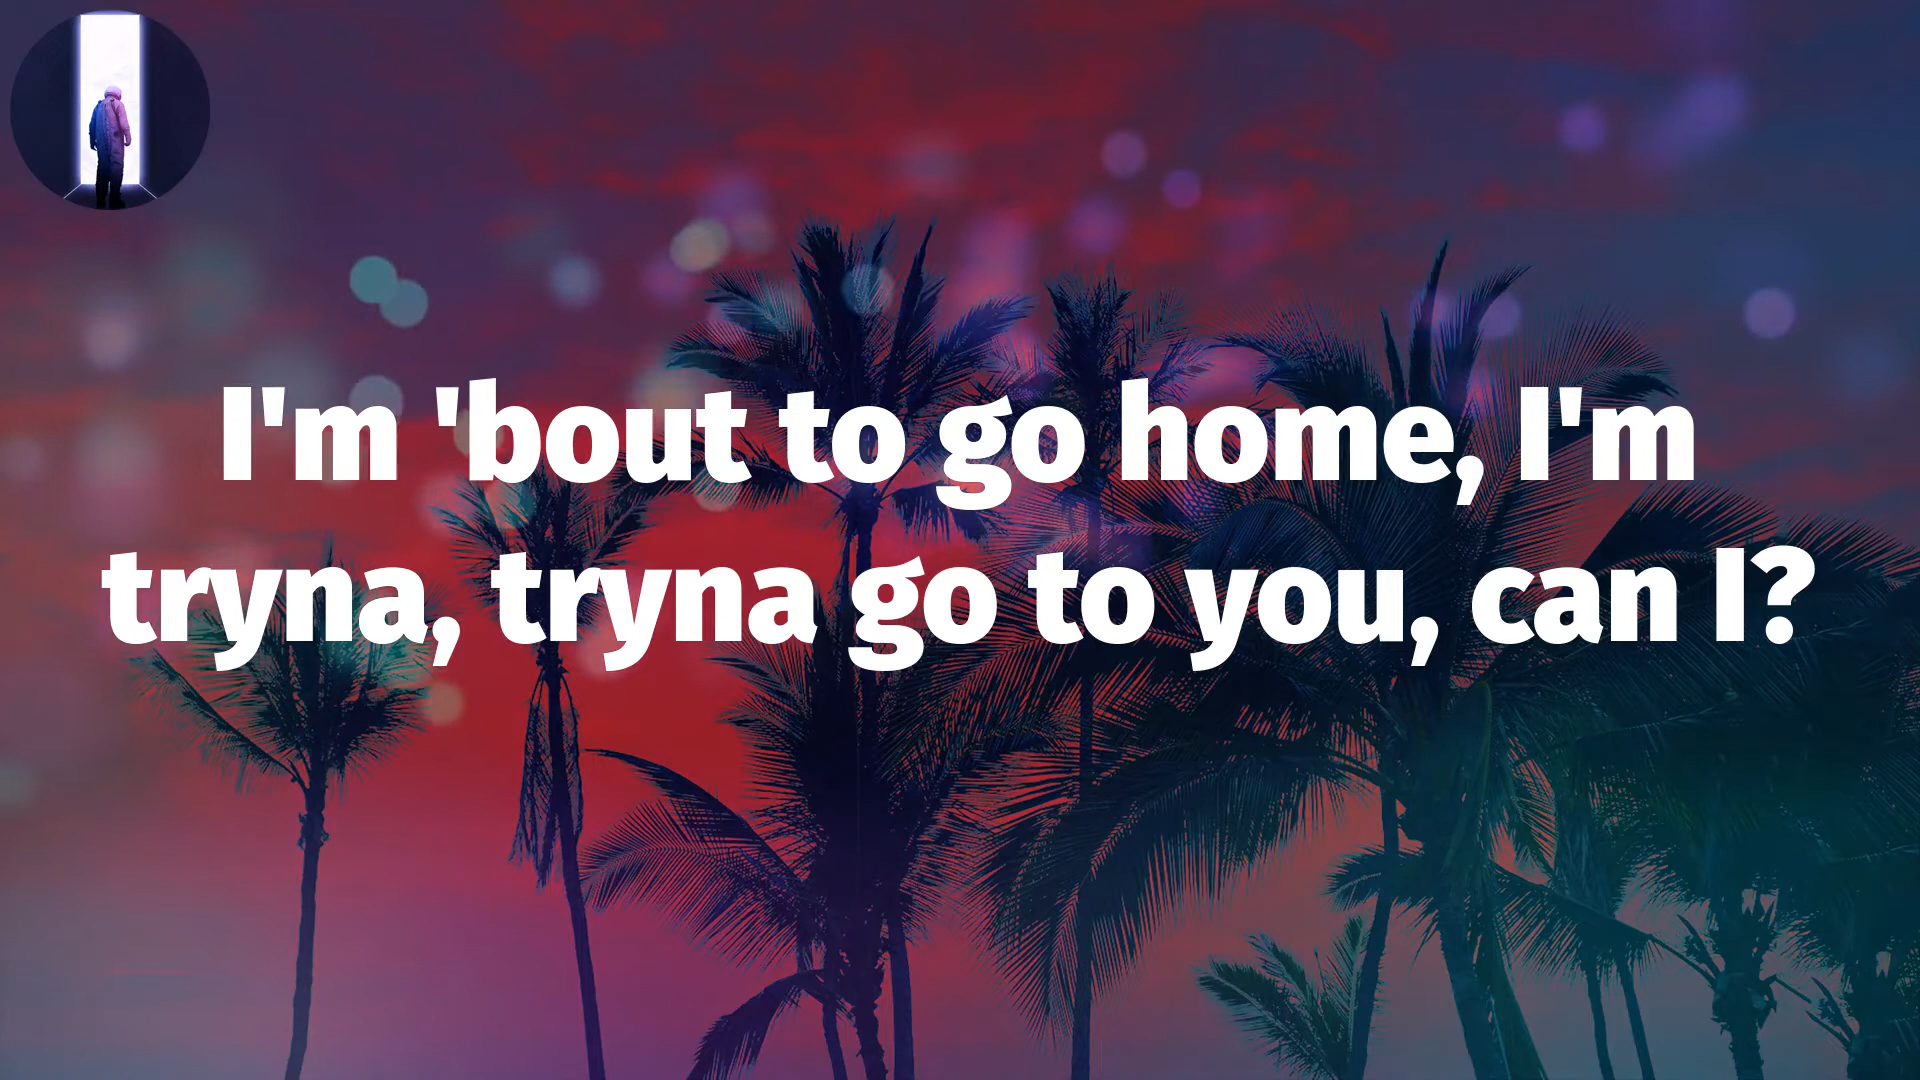 I'm 'bout to go home, I'm
tryna, tryna go to you, can I?